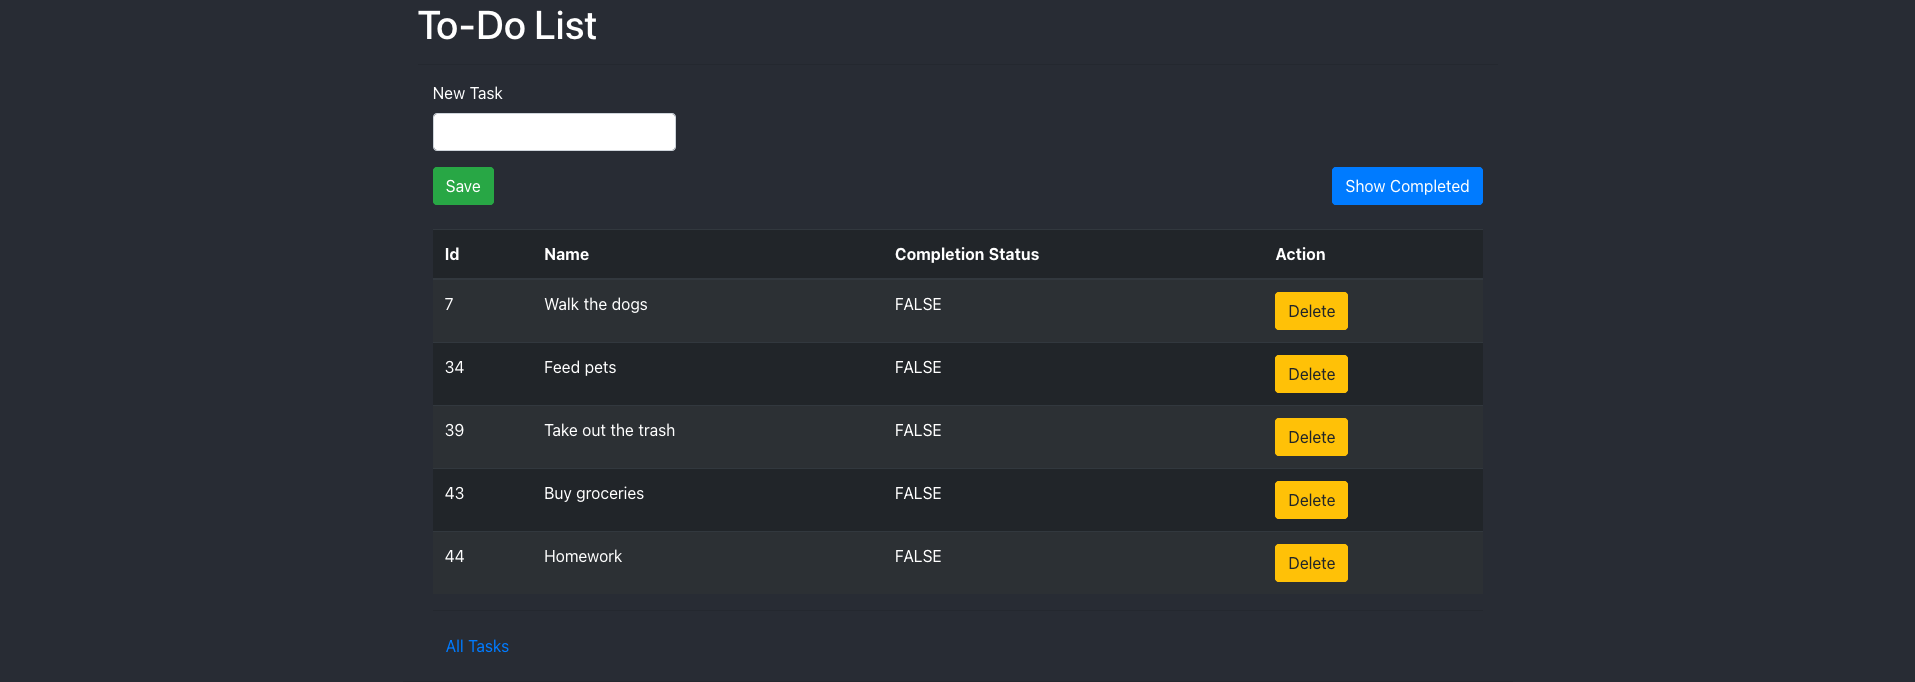 To-Do List
New Task
Save Show Completed
Id Name Completion Status Action
7 Walk the dogs FALSE Delete
34 Feed pets FALSE Delete
39 Take out the trash FALSE Delete
43 Buy groceries FALSE Delete
44 Homework FALSE Delete
All Tasks